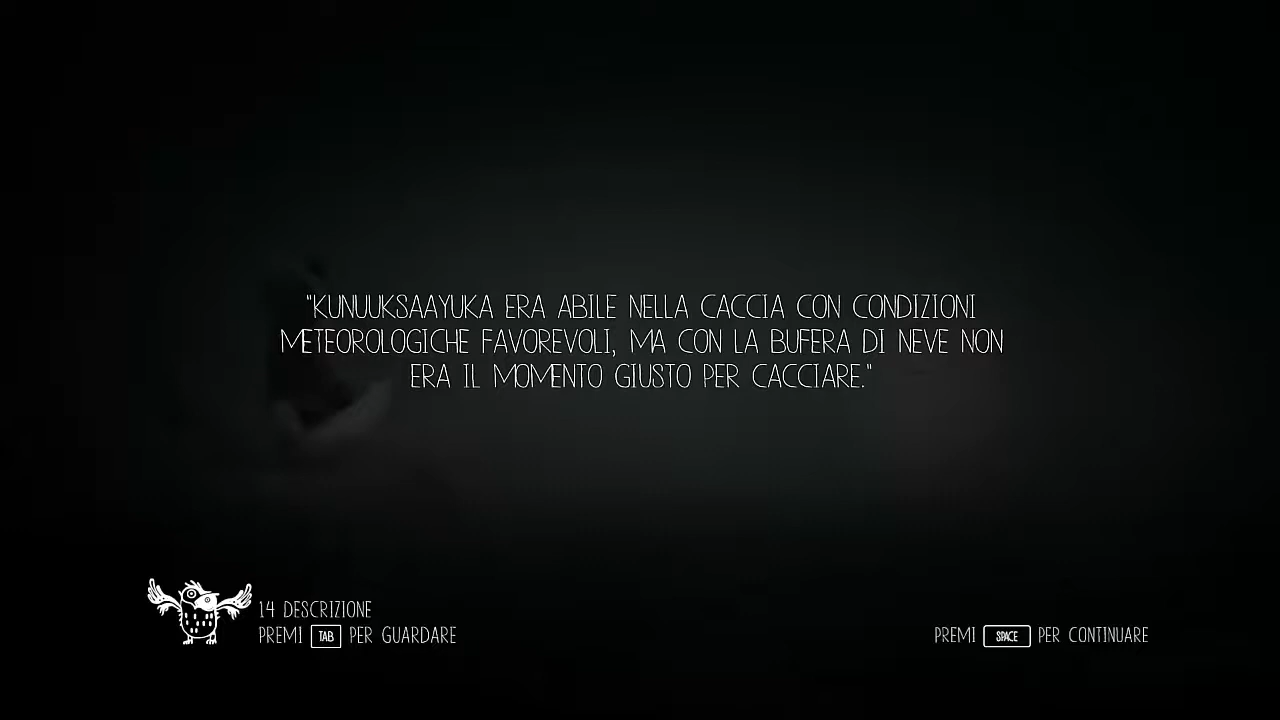 "KUNUUKSAAYUKA ERA ABILE NELLA CACCIA CON CONDIZIONI
METEOROLOGICHE FAVOREVOLI, MA CON LA BUFERA DI NEVE NON
ERA IL MOMENTO GIUSTO PER CACCIARE."
14 DESCRIZIONE
PREMI TAB PER GUARDARE
PREMI SPACE PER CONTINUARE